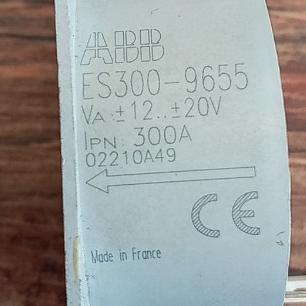 ABB
ES300-9655
VA :±12..±20V
IPN: 300A
02210A49
CE
Made in France